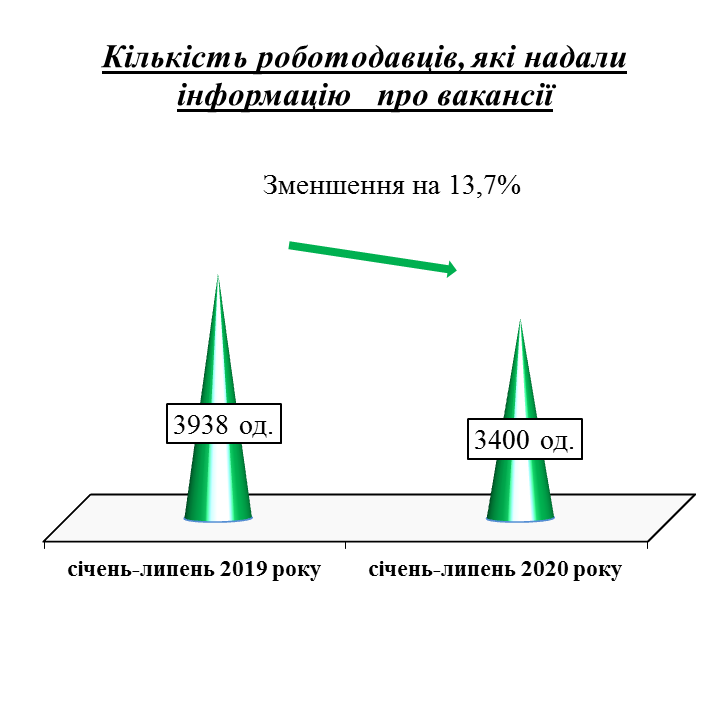 Кількість роботодавців, які надали
інформацію про вакансії
Зменшення на 13,7%
3938 од.
3400 од.
січень-липень 2019 року
січень-липень 2020 року